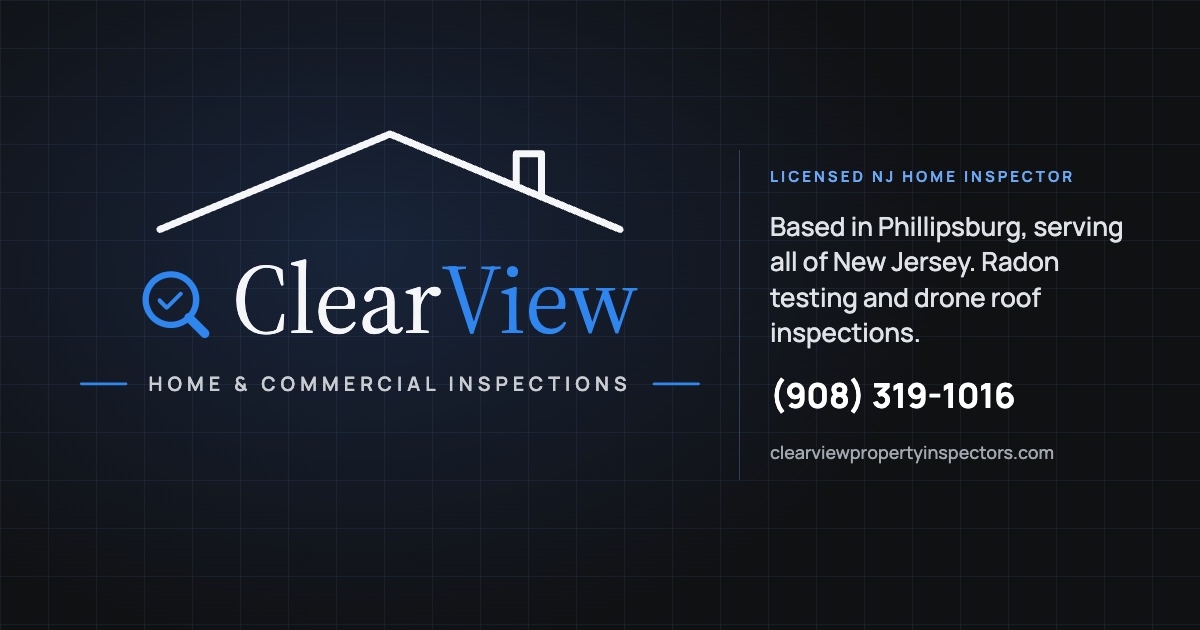 ClearView
HOME & COMMERCIAL INSPECTIONS
LICENSED NJ HOME INSPECTOR
Based in Phillipsburg, serving
all of New Jersey. Radon
testing and drone roof
inspections.
(908) 319-1016
clearviewpropertyinspectors.com